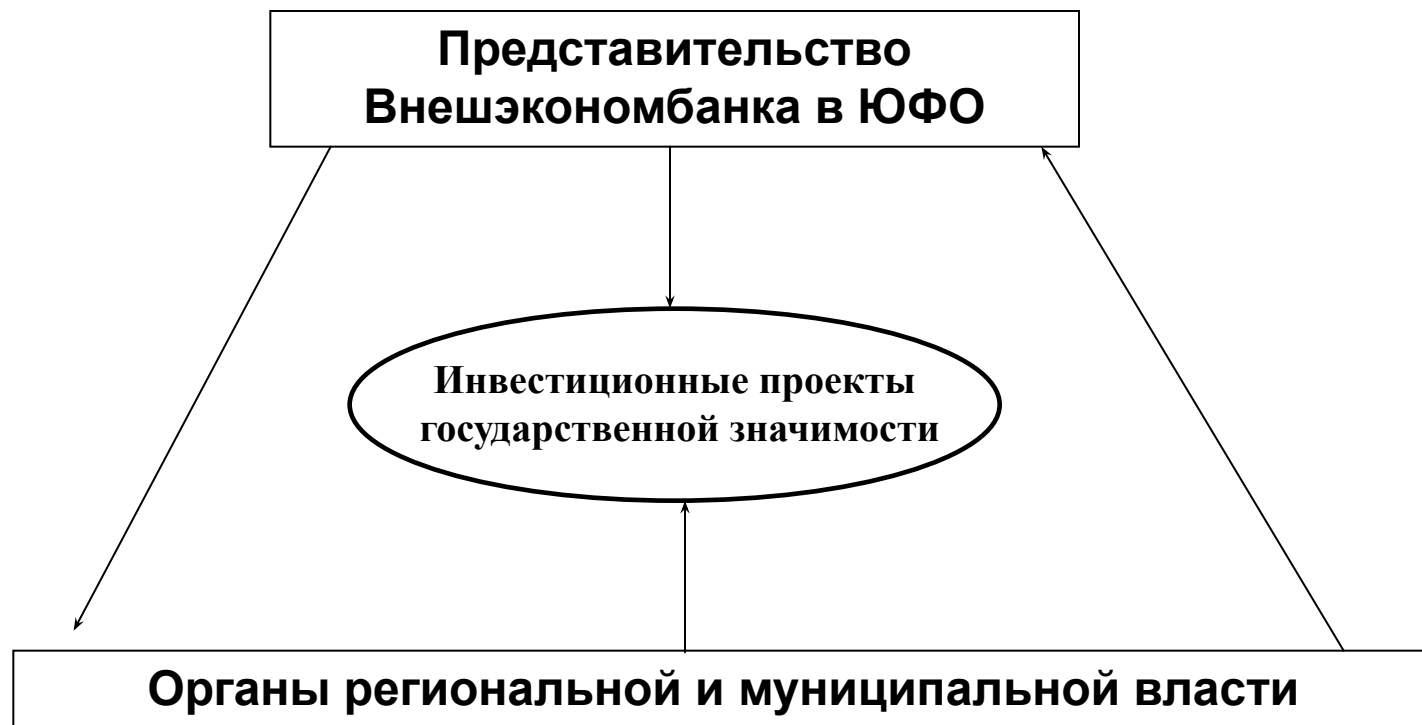 Представительство
Внешэкономбанка в ЮФО
Инвестиционные проекты
государственной значимости
Органы региональной и муниципальной власти